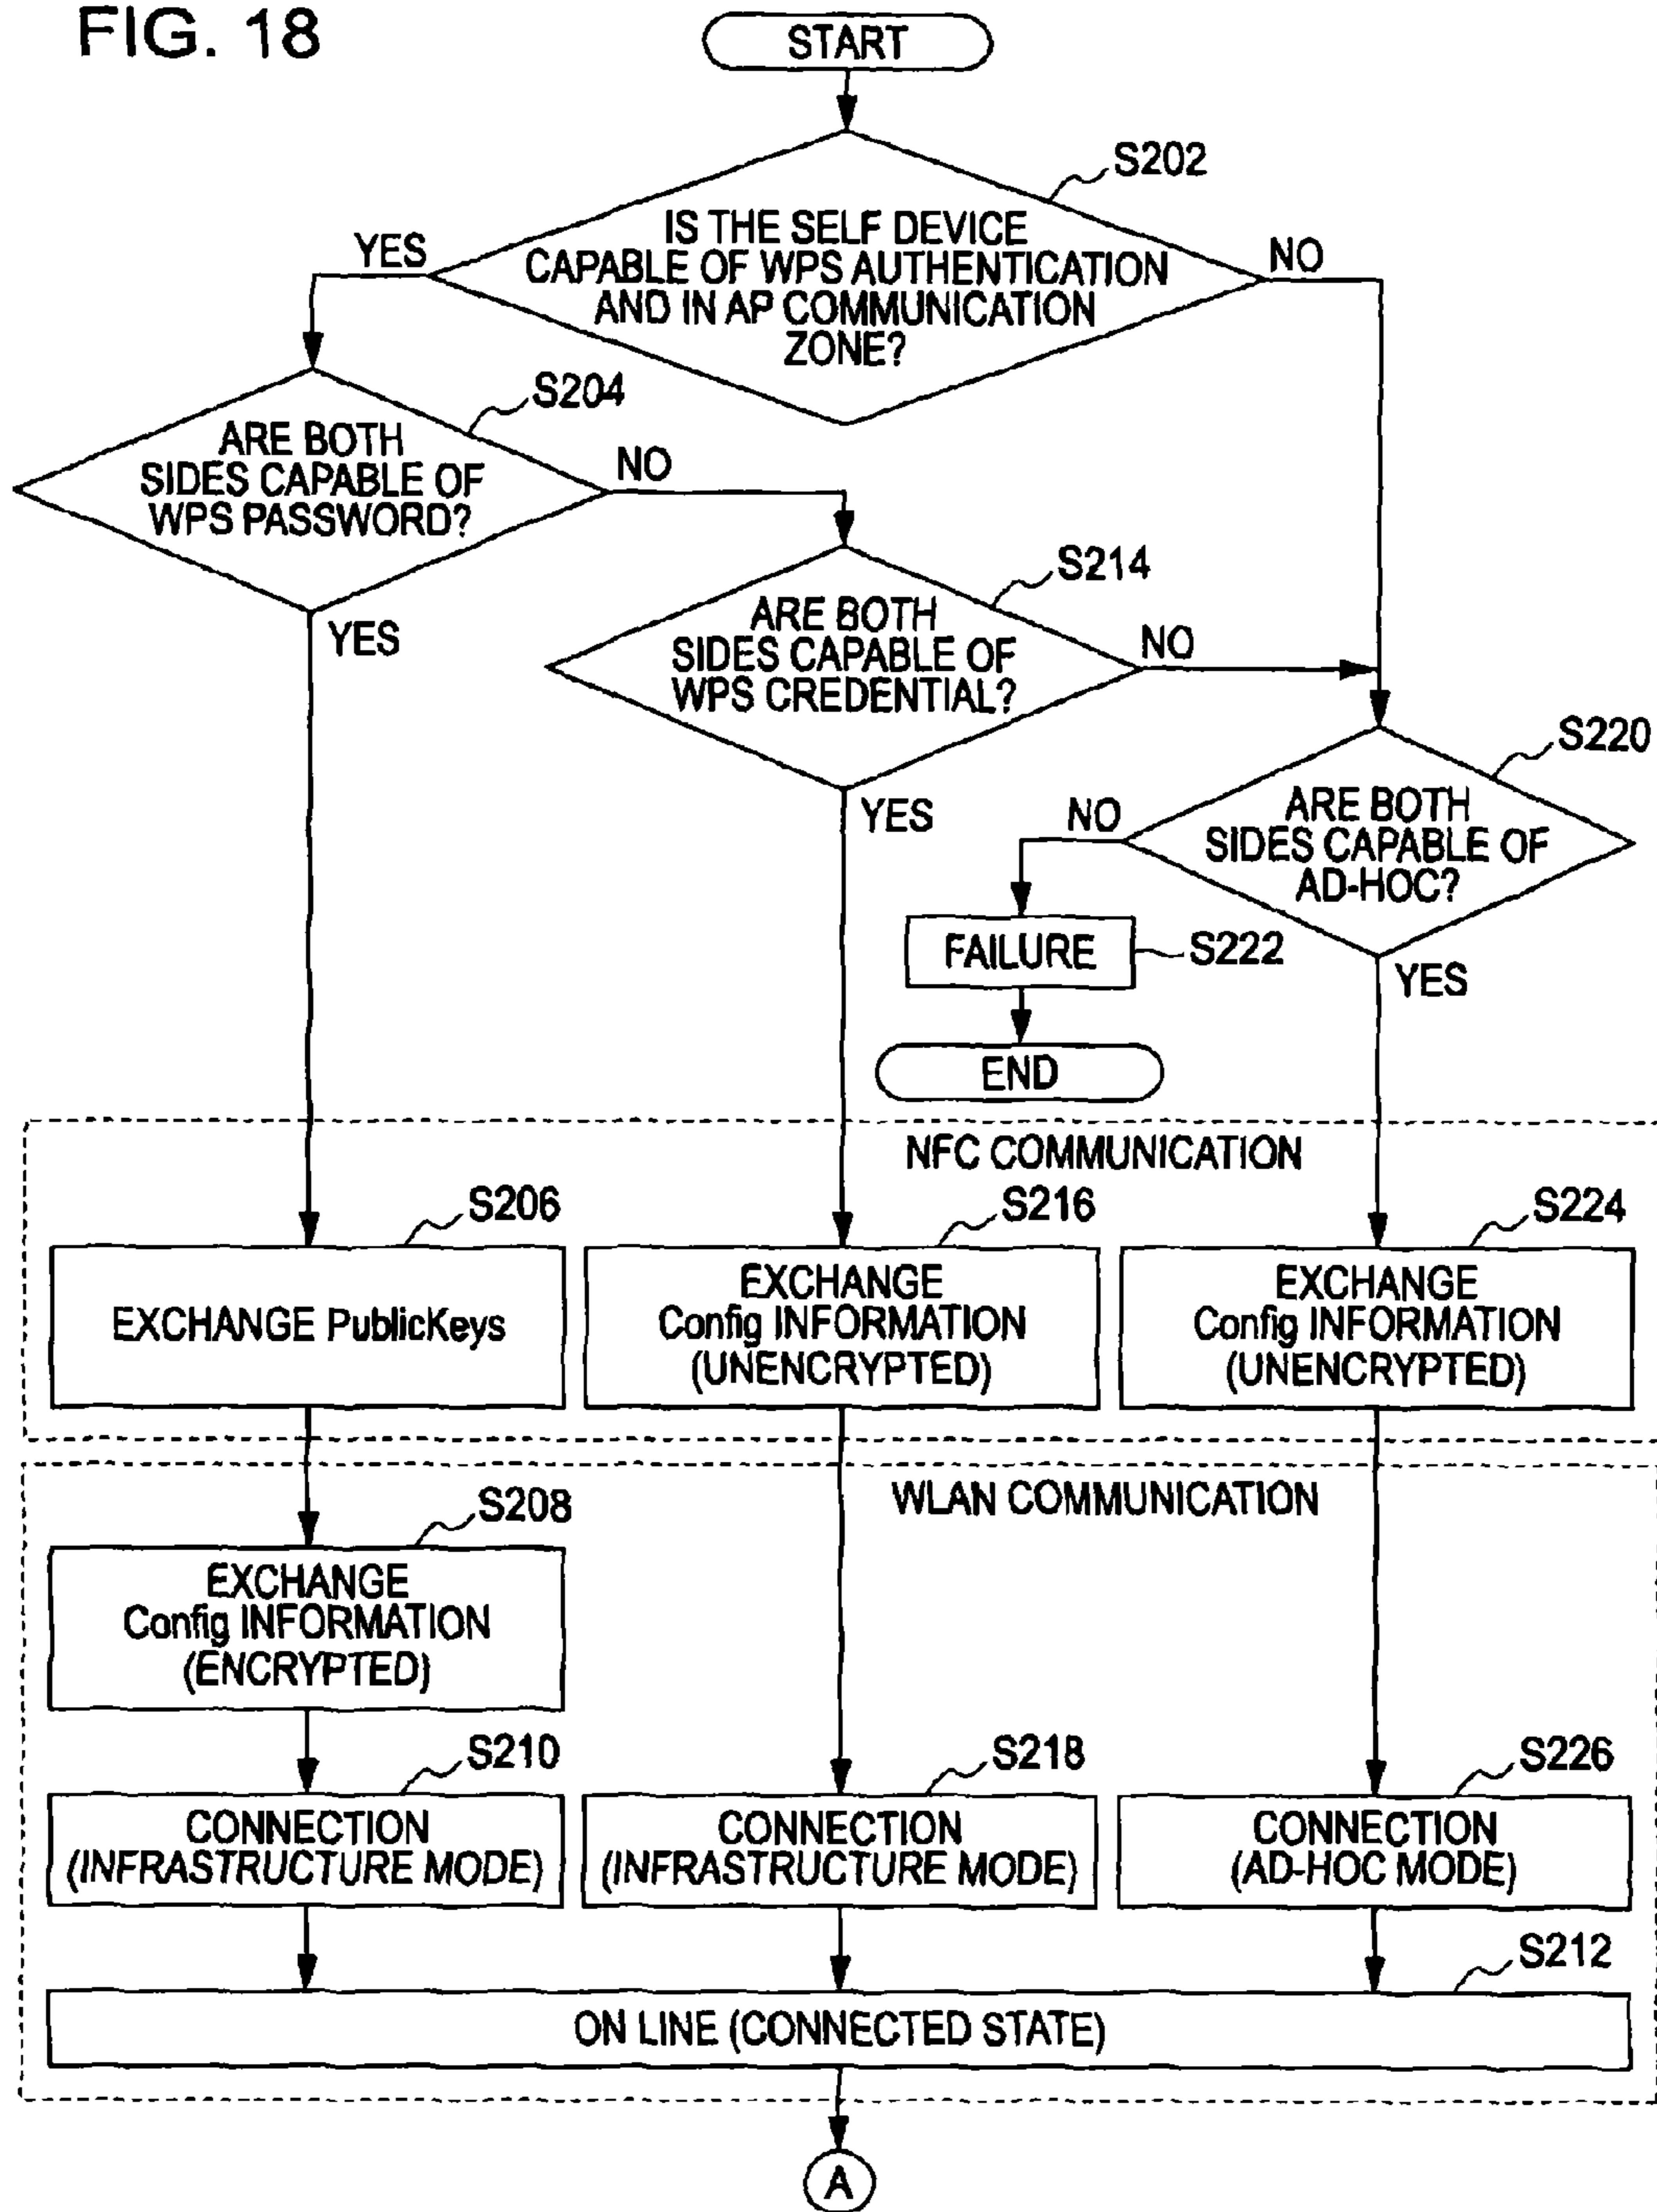 FIG. 18
START
S202
IS THE SELF DEVICE
CAPABLE OF WPS AUTHENTICATION
AND IN AP COMMUNICATION
ZONE?
YES
NO
S204
ARE BOTH
SIDES CAPABLE OF
WPS PASSWORD?
NO
YES
S214
ARE BOTH
SIDES CAPABLE OF
WPS CREDENTIAL?
NO
YES
S220
ARE BOTH
SIDES CAPABLE OF
AD-HOC?
NO
YES
FAILURE
S222
END
NFC COMMUNICATION
S206
EXCHANGE PublicKeys
S216
EXCHANGE
Config INFORMATION
(UNENCRYPTED)
S224
EXCHANGE
Config INFORMATION
(UNENCRYPTED)
WLAN COMMUNICATION
S208
EXCHANGE
Config INFORMATION
(ENCRYPTED)
S210
CONNECTION
(INFRASTRUCTURE MODE)
S218
CONNECTION
(INFRASTRUCTURE MODE)
S226
CONNECTION
(AD-HOC MODE)
S212
ON LINE (CONNECTED STATE)
A